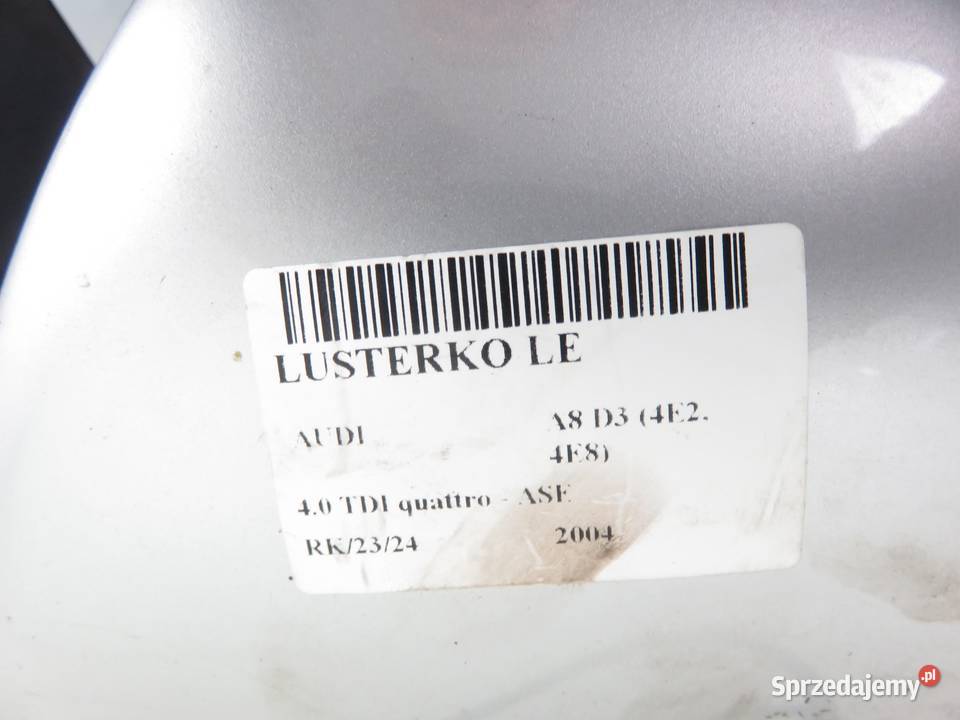 LUSTERKO LE
AUDI A8 D3 (4E2,
4E8)
4.0 TDI quattro - ASE
RK/23/24 2004
Sprzedajemy.pl